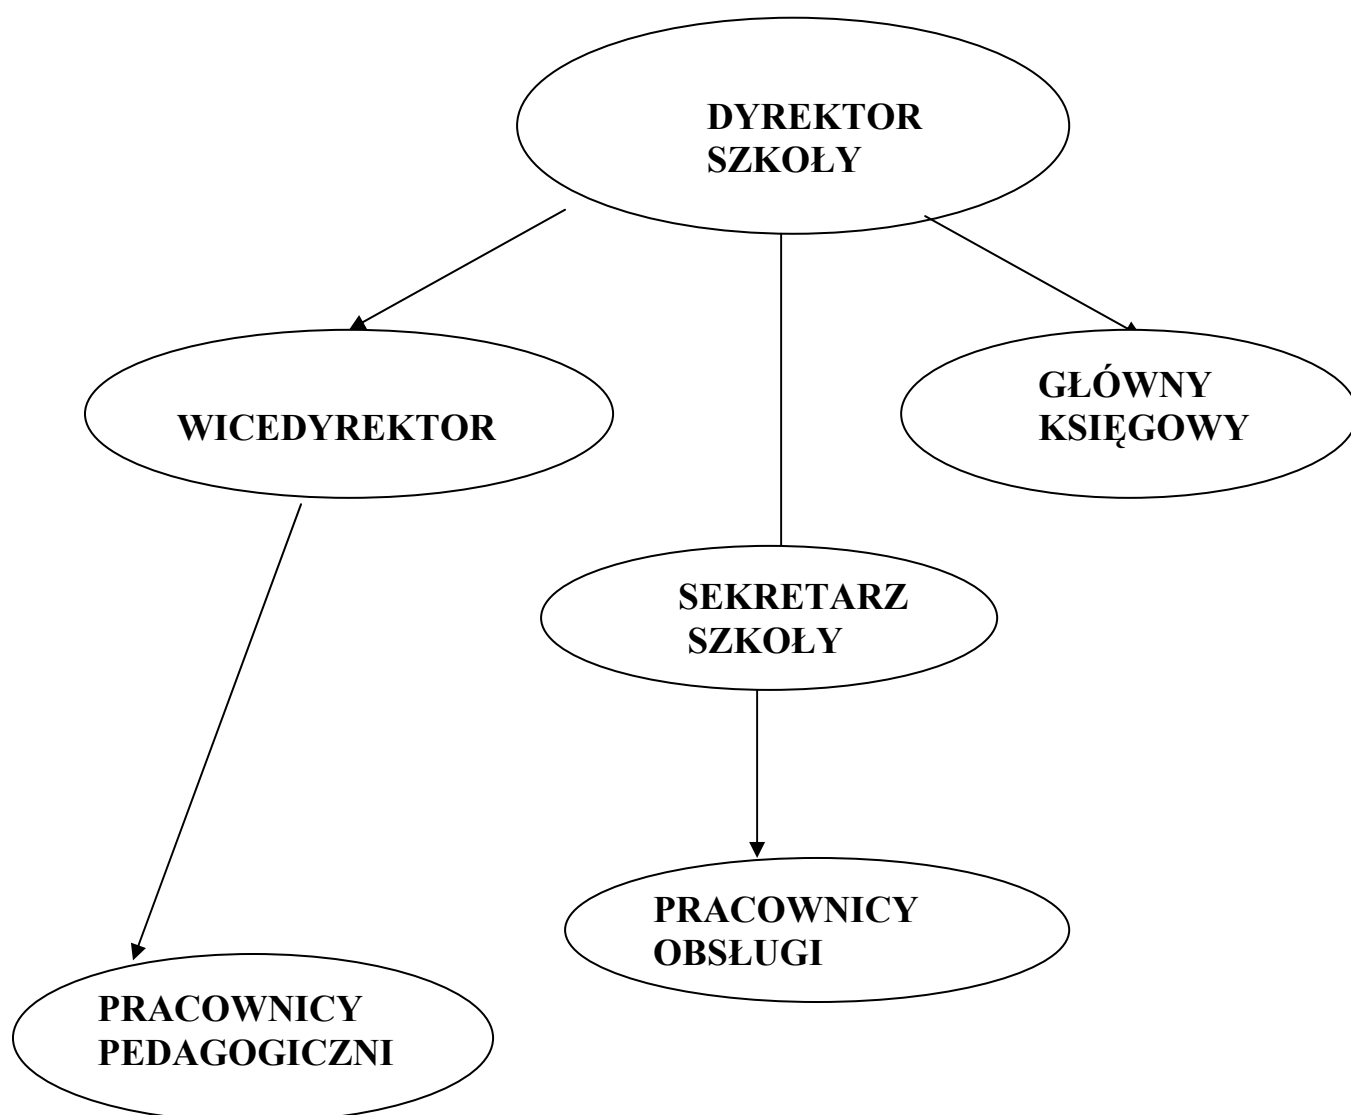 DYREKTOR
SZKOŁY
WICEDYREKTOR
GŁÓWNY
KSIĘGOWY
SEKRETARZ
SZKOŁY
PRACOWNICY
OBSŁUGI
PRACOWNICY
PEDAGOGICZNI